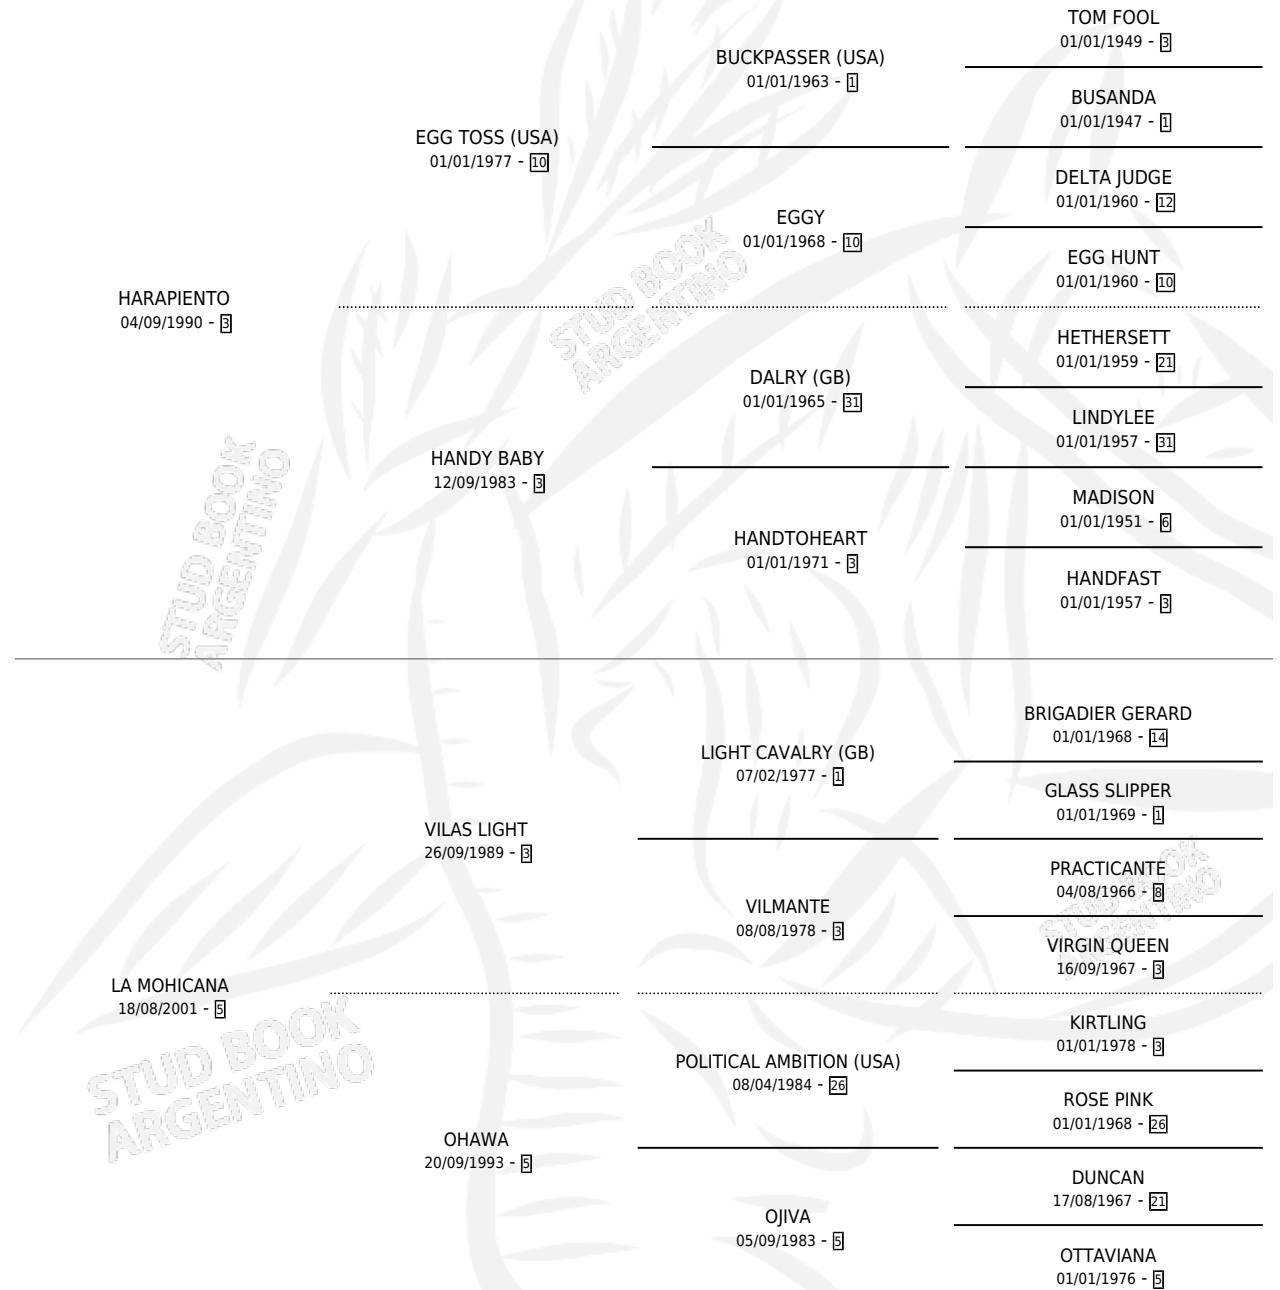 TOM FOOL
01/01/1949 - 3
BUCKPASSER (USA)
01/01/1963 - 1
BUSANDA
01/01/1947 - 1
EGG TOSS (USA)
01/01/1977 - 10
DELTA JUDGE
01/01/1960 - 12
EGGY
01/01/1968 - 10
EGG HUNT
01/01/1960 - 10
HARAPIENTO
04/09/1990 - 3
HETHERSETT
01/01/1959 - 21
DALRY (GB)
01/01/1965 - 31
LINDYLEE
01/01/1957 - 31
HANDY BABY
12/09/1983 - 3
MADISON
01/01/1951 - 6
HANDTOHEART
01/01/1971 - 3
HANDFAST
01/01/1957 - 3
BRIGADIER GERARD
01/01/1968 - 14
LIGHT CAVALRY (GB)
07/02/1977 - 1
GLASS SLIPPER
01/01/1969 - 1
VILAS LIGHT
26/09/1989 - 3
PRACTICANTE
04/08/1966 - 8
VILMANTE
08/08/1978 - 3
VIRGIN QUEEN
16/09/1967 - 3
LA MOHICANA
18/08/2001 - 5
KIRTLING
01/01/1978 - 3
POLITICAL AMBITION (USA)
08/04/1984 - 26
ROSE PINK
01/01/1968 - 26
OHAWA
20/09/1993 - 5
DUNCAN
17/08/1967 - 21
OJIVA
05/09/1983 - 5
OTTAVIANA
01/01/1976 - 5
STUD BOOK
ARGENTINO
STUD BOOK
ARGENTINO
STUD BOOK
ARGENTINO
STUD BOOK
ARGENTINO